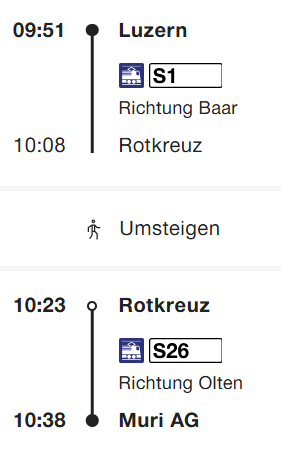 09:51 Luzern
S1
Richtung Baar
10:08 Rotkreuz
Umsteigen
10:23 Rotkreuz
S26
Richtung Olten
10:38 Muri AG